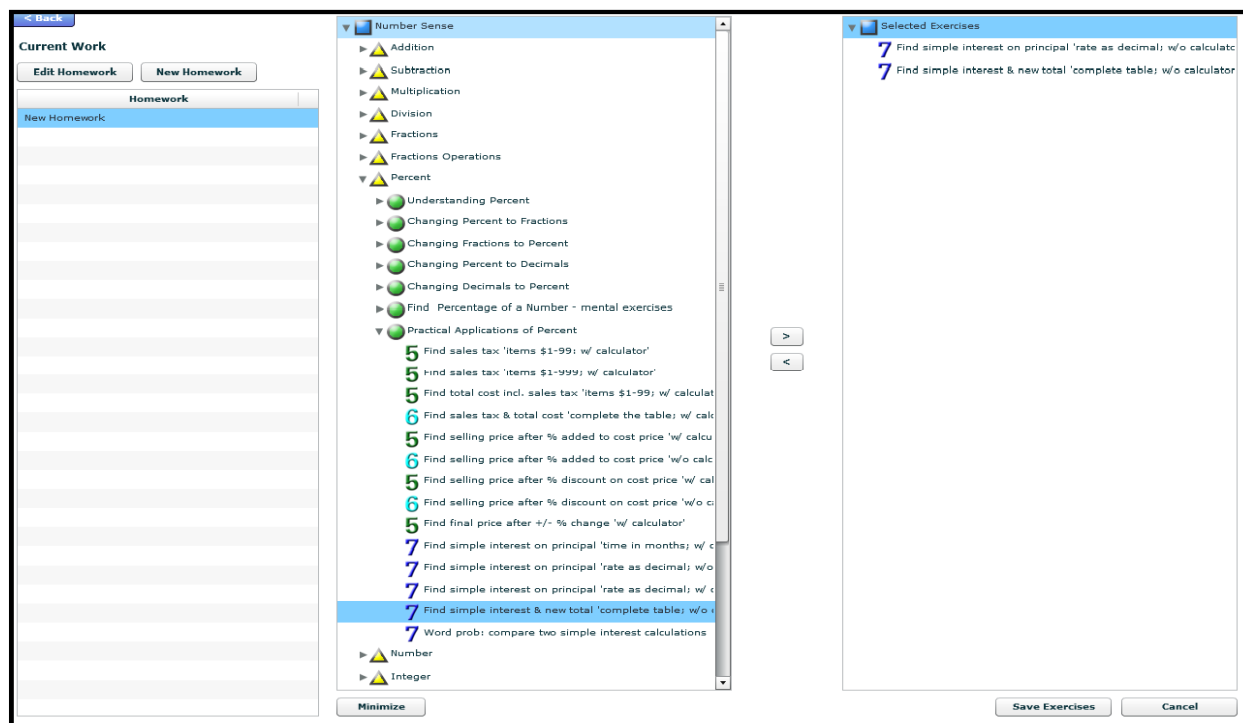 < Back
Current Work
Edit Homework
New Homework
Homework
New Homework
Number Sense
Addition
Subtraction
Multiplication
Division
Fractions
Fractions Operations
Percent
Understanding Percent
Changing Percent to Fractions
Changing Fractions to Percent
Changing Percent to Decimals
Changing Decimals to Percent
Find Percentage of a Number - mental exercises
Practical Applications of Percent
5 Find sales tax 'items $1-99; w/ calculator'
5 Find sales tax 'items $1-999; w/ calculator'
5 Find total cost incl. sales tax 'items $1-99; w/ calculat
6 Find sales tax & total cost 'complete the table; w/ calc
5 Find selling price after % added to cost price 'w/ calcu
6 Find selling price after % added to cost price 'w/o calc
5 Find selling price after % discount on cost price 'w/ cal
6 Find selling price after % discount on cost price 'w/o ca
5 Find final price after +/- % change 'w/ calculator'
7 Find simple interest on principal 'time in months; w/ c
7 Find simple interest on principal 'rate as decimal; w/o
7 Find simple interest on principal 'rate as decimal; w/ c
7 Find simple interest & new total 'complete table; w/o c
7 Word prob: compare two simple interest calculations
Number
Integer
Minimize
>
<
Selected Exercises
7 Find simple interest on principal 'rate as decimal; w/o calculatc
7 Find simple interest & new total 'complete table; w/o calculator
Save Exercises
Cancel